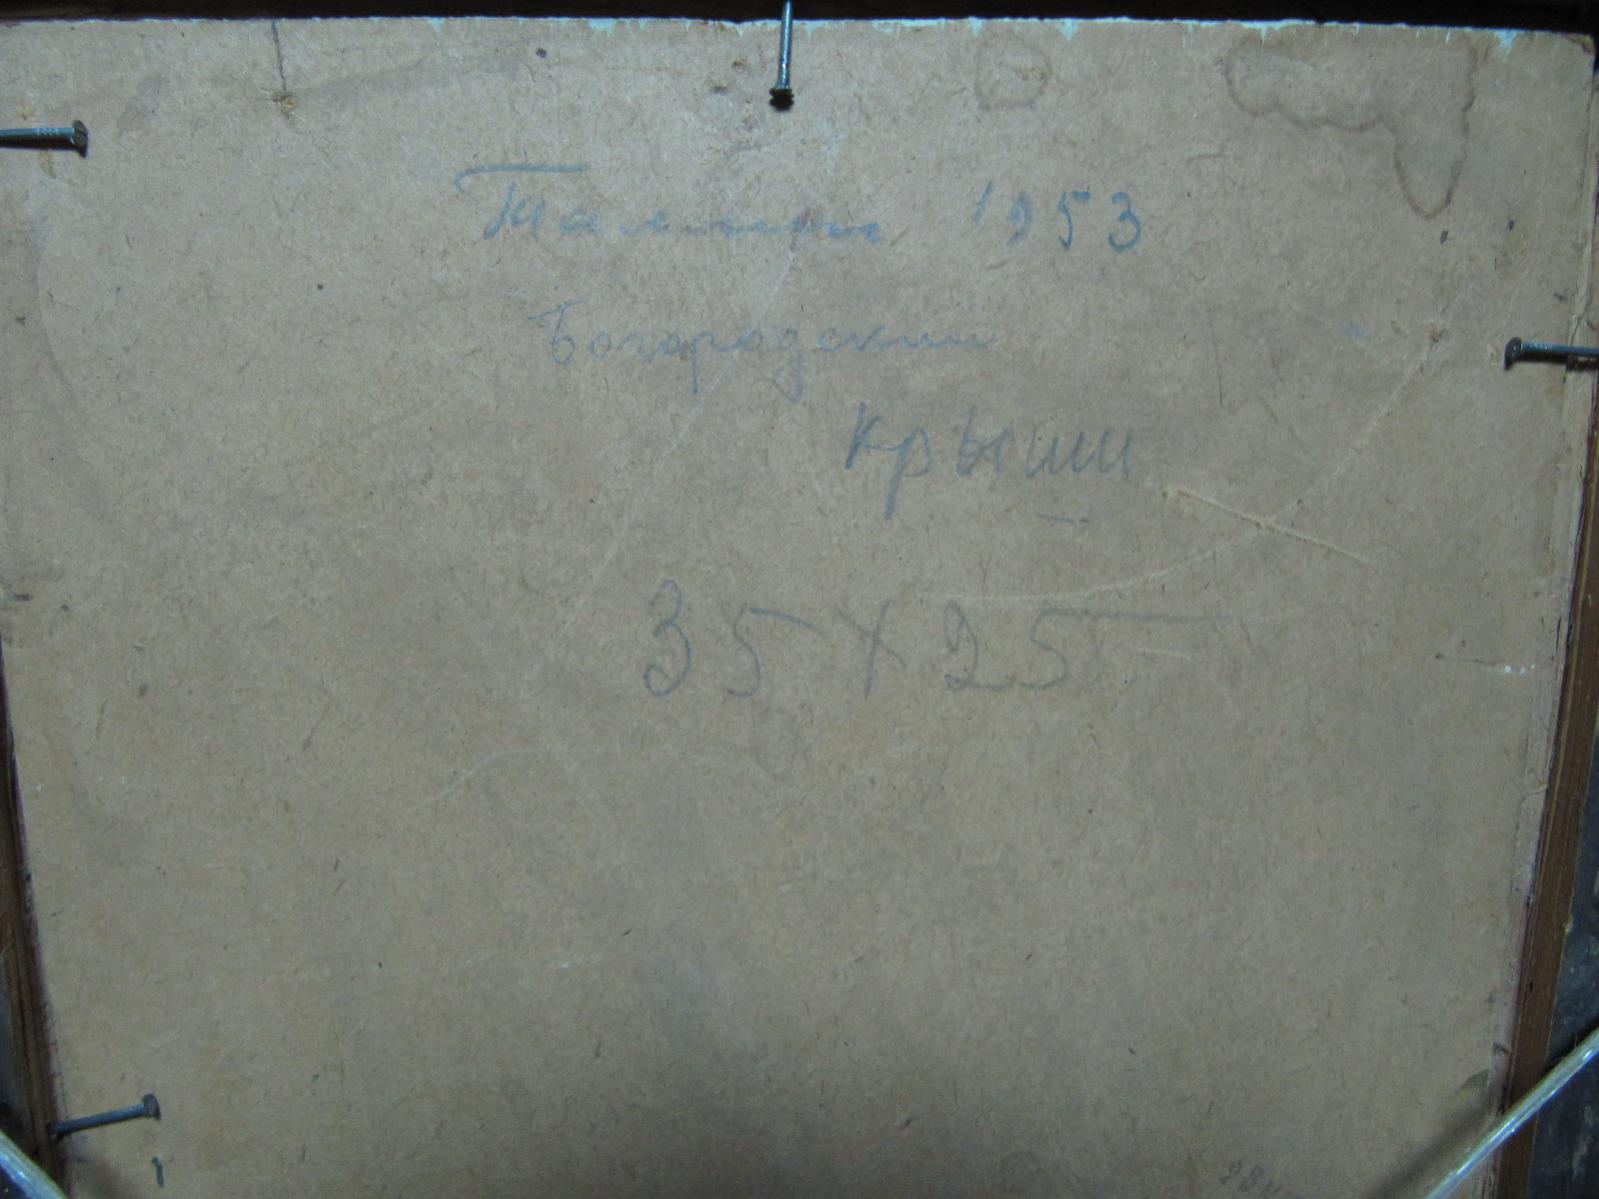 Таллин 1953
Богородский
крыши
35 х 25